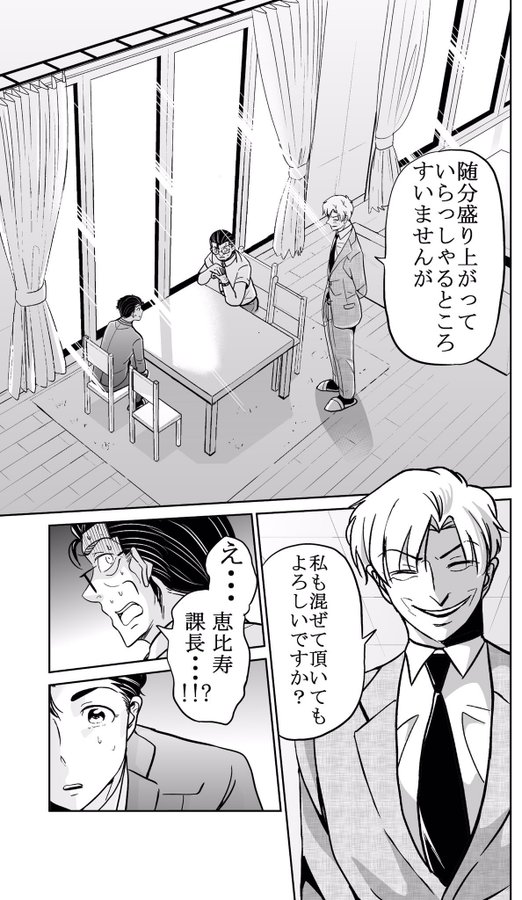 随分盛り上がって
いらっしゃるところ
すいませんが
私も混ぜて頂いても
よろしいですか？
え・・・
恵比寿
課長・・・!!?